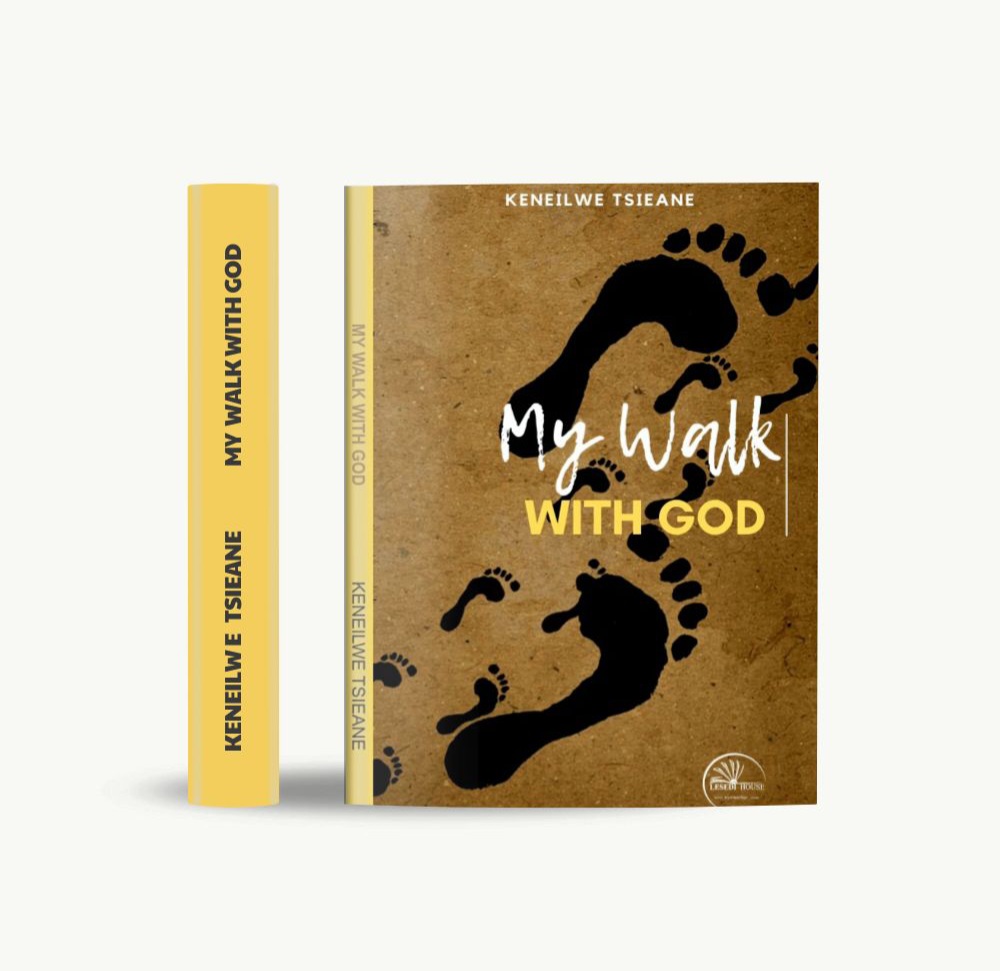 KENEILW E TSIEANE
MY WALK WITH GOD
MY WALK WITH GOD
KENEILWE TSIEANE
KENEILWE TSIEANE
My Walk
WITH GOD
LESEDI HOUSE